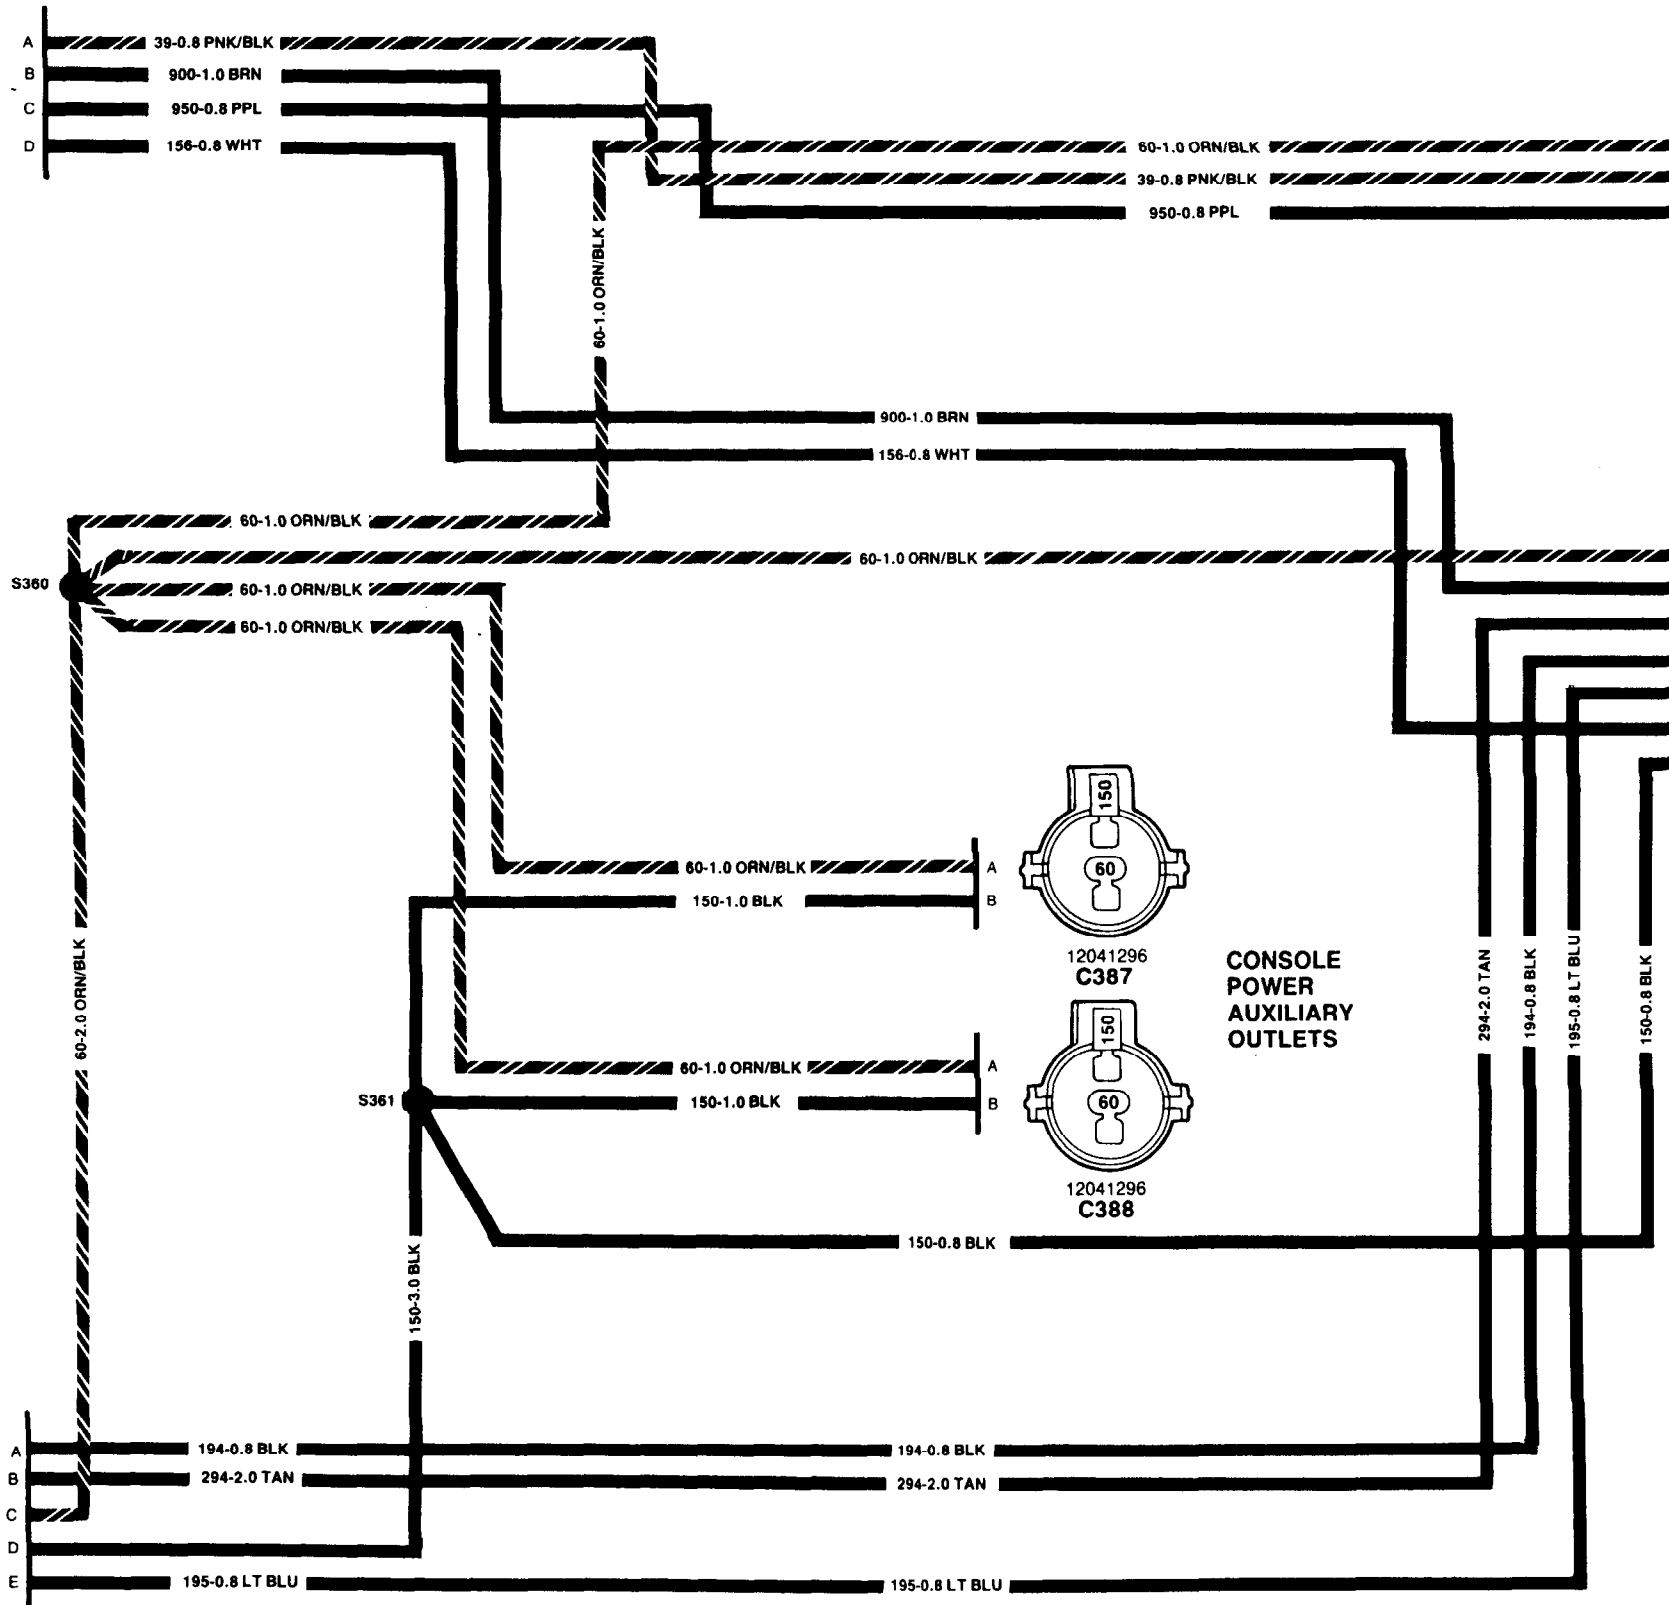 A 39-0.8 PNK/BLK
B 900-1.0 BRN
C 950-0.8 PPL
D 156-0.8 WHT
60-1.0 ORN/BLK
39-0.8 PNK/BLK
950-0.8 PPL
60-1.0 ORN/BLK
900-1.0 BRN
156-0.8 WHT
60-1.0 ORN/BLK
60-1.0 ORN/BLK
S360
60-1.0 ORN/BLK
60-1.0 ORN/BLK
150
60-1.0 ORN/BLK A
60
150-1.0 BLK B
12041296
C387
CONSOLE
POWER
AUXILIARY
OUTLETS
60-2.0 ORN/BLK
294-2.0 TAN
194-0.8 BLK
195-0.8 LT BLU
150-0.8 BLK
150
60-1.0 ORN/BLK A
S361
150-1.0 BLK B
60
12041296
C388
150-0.8 BLK
150-3.0 BLK
A 194-0.8 BLK 194-0.8 BLK
B 294-2.0 TAN 294-2.0 TAN
C
D
E 195-0.8 LT BLU 195-0.8 LT BLU